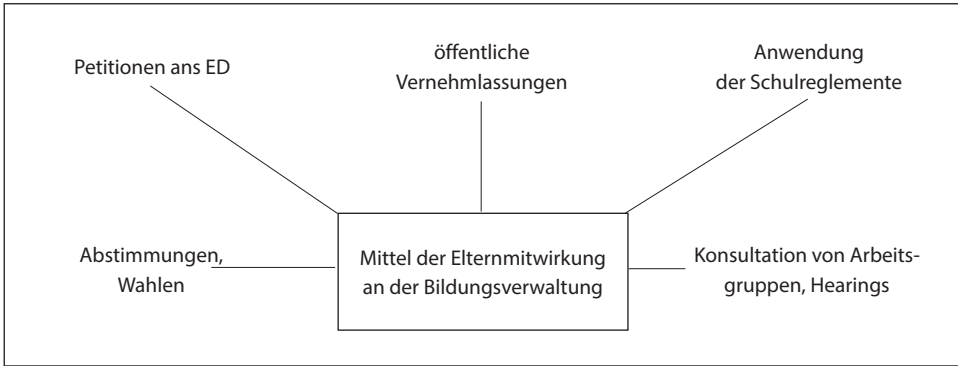 Petitionen ans ED
öffentliche
Vernehmlassungen
Anwendung
der Schulreglemente
Abstimmungen,
Wahlen
Mittel der Elternmitwirkung
an der Bildungsverwaltung
Konsultation von Arbeits-
gruppen, Hearings